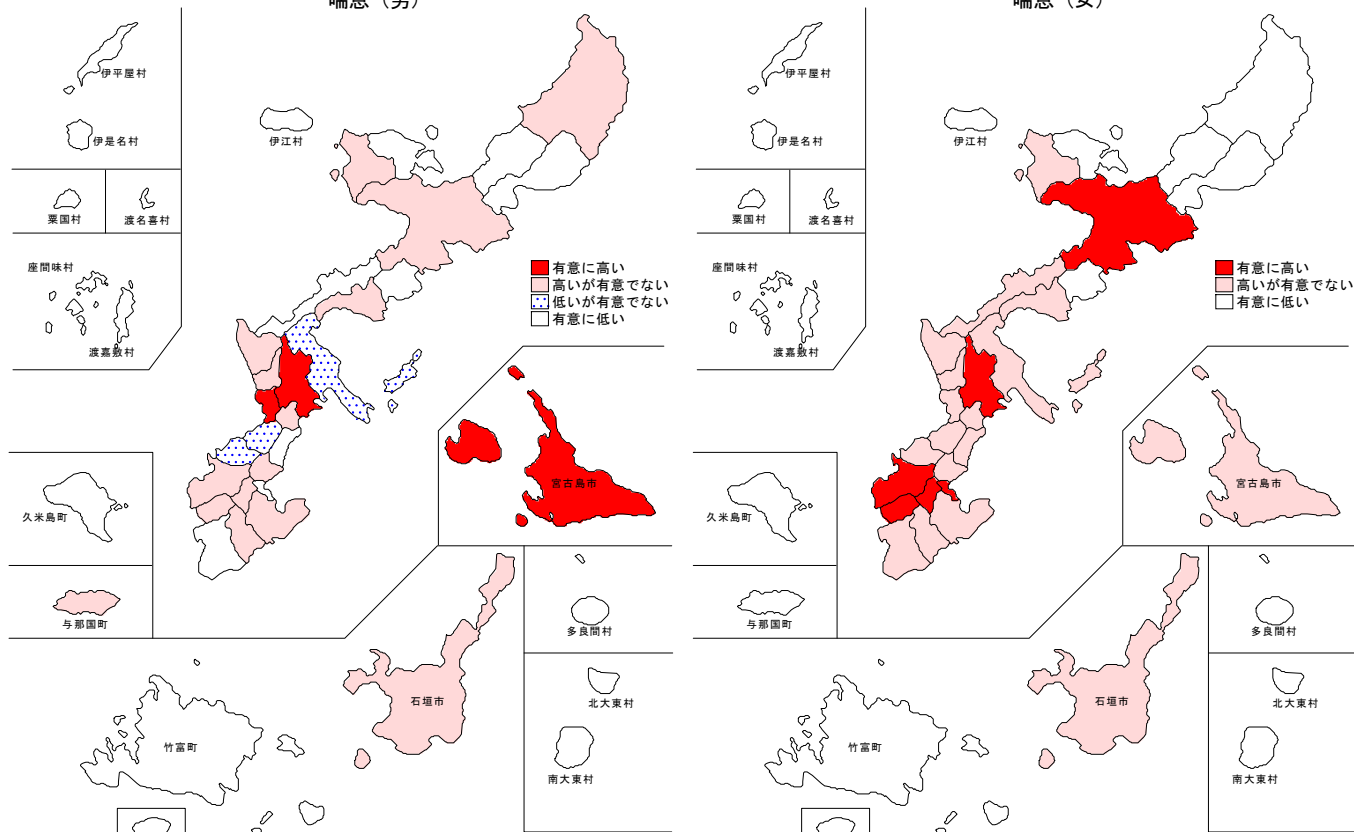 喘息（男）
伊平屋村
伊是名村
伊江村
粟国村
渡名喜村
座間味村
渡嘉敷村
有意に高い
高いが有意でない
低いが有意でない
有意に低い
宮古島市
久米島町
与那国町
多良間村
石垣市
北大東村
竹富町
南大東村
喘息（女）
伊平屋村
伊是名村
伊江村
粟国村
渡名喜村
座間味村
渡嘉敷村
有意に高い
高いが有意でない
有意に低い
宮古島市
久米島町
与那国町
多良間村
石垣市
北大東村
竹富町
南大東村